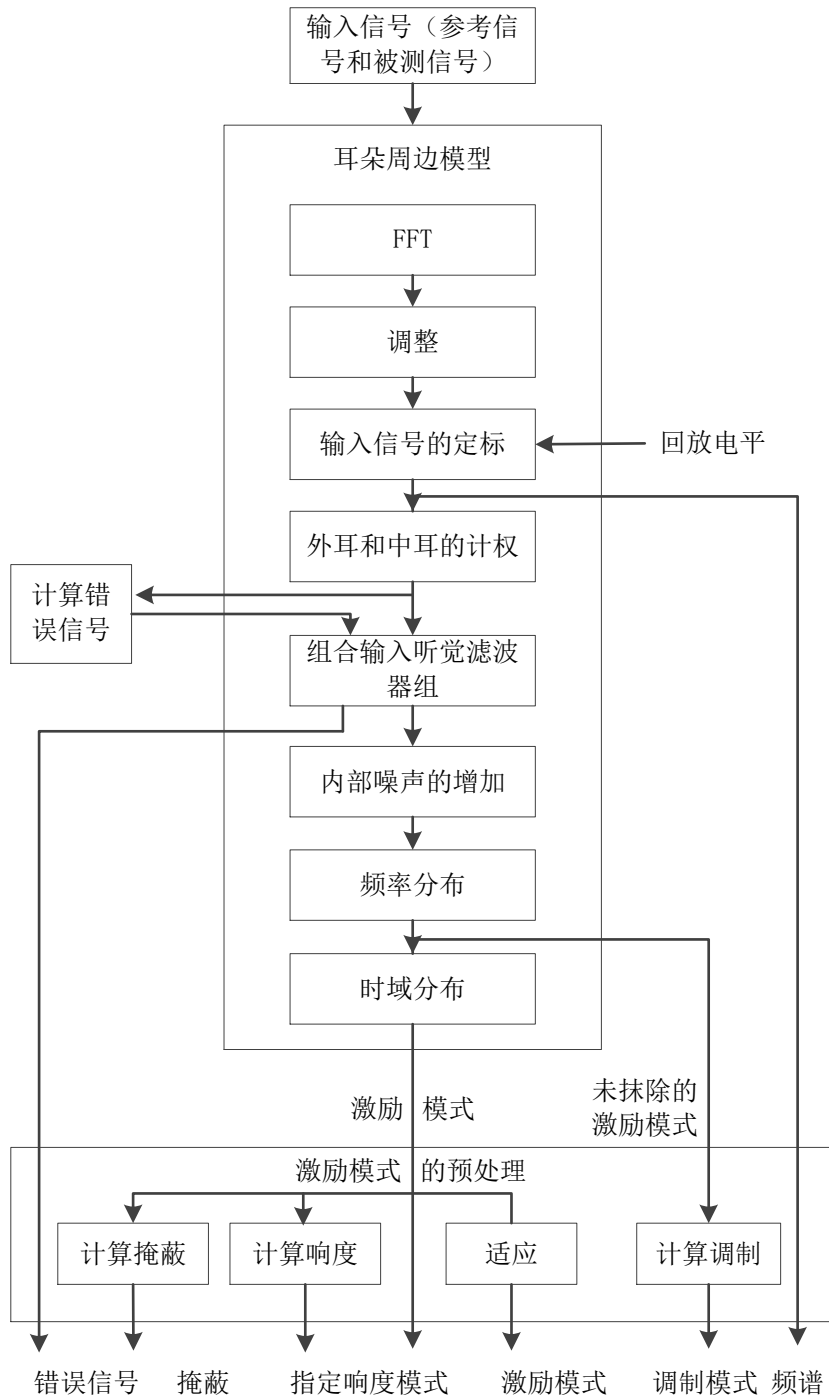 输入信号（参考信
号和被测信号）
耳朵周边模型
FFT
调整
输入信号的定标
回放电平
外耳和中耳的计权
计算错
误信号
组合输入听觉滤波
器组
内部噪声的增加
频率分布
时域分布
激励 模式
未抹除的
激励模式
激励模式 的预处理
计算掩蔽
计算响度
适应
计算调制
错误信号 掩蔽 指定响度模式 激励模式 调制模式 频谱